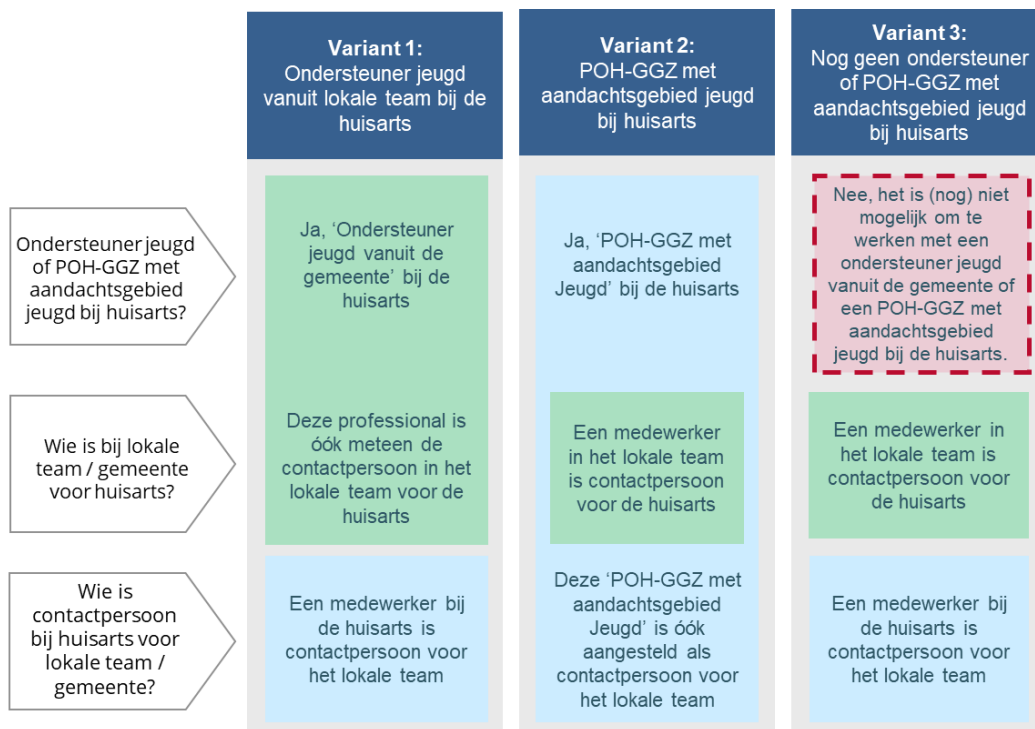 Variant 1:
Ondersteuner jeugd
vanuit lokale team bij de
huisarts
Variant 2:
POH-GGZ met
aandachtsgebied jeugd
bij huisarts
Variant 3:
Nog geen ondersteuner
of POH-GGZ met
aandachtsgebied jeugd
bij huisarts
Ondersteuner jeugd
of POH-GGZ met
aandachtsgebied
jeugd bij huisarts?
Ja, ‘Ondersteuner
jeugd vanuit de
gemeente’ bij de
huisarts
Ja, ‘POH-GGZ met
aandachtsgebied
Jeugd’ bij de huisarts
Nee, het is (nog) niet
mogelijk om te
werken met een
ondersteuner jeugd
vanuit de gemeente of
een POH-GGZ met
aandachtsgebied
jeugd bij de huisarts.
Wie is bij lokale
team / gemeente
voor huisarts?
Deze professional is
óók meteen de
contactpersoon in het
lokale team voor de
huisarts
Een medewerker
in het lokale team
is contactpersoon
voor de huisarts
Een medewerker in
het lokale team is
contactpersoon voor
de huisarts
Wie is
contactpersoon
bij huisarts voor
lokale team /
gemeente?
Een medewerker bij
de huisarts is
contactpersoon voor
het lokale team
Deze ‘POH-GGZ met
aandachtsgebied
Jeugd’ is óók
aangesteld als
contactpersoon voor
het lokale team
Een medewerker bij
de huisarts is
contactpersoon voor
het lokale team